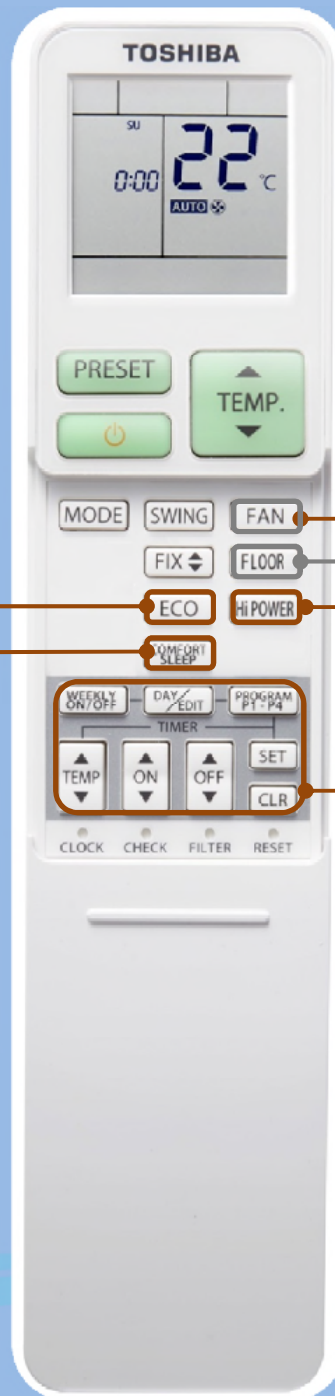 TOSHIBA
SU
0:00 22 °C
AUTO
PRESET
TEMP.
MODE SWING FAN
FIX FLOOR
ECO Hi POWER
COMFORT
SLEEP
WEEKLY
ON/OFF
DAY/EDIT
PROGRAM
P1 - P4
TIMER
TEMP ON OFF SET
CLR
CLOCK CHECK FILTER RESET